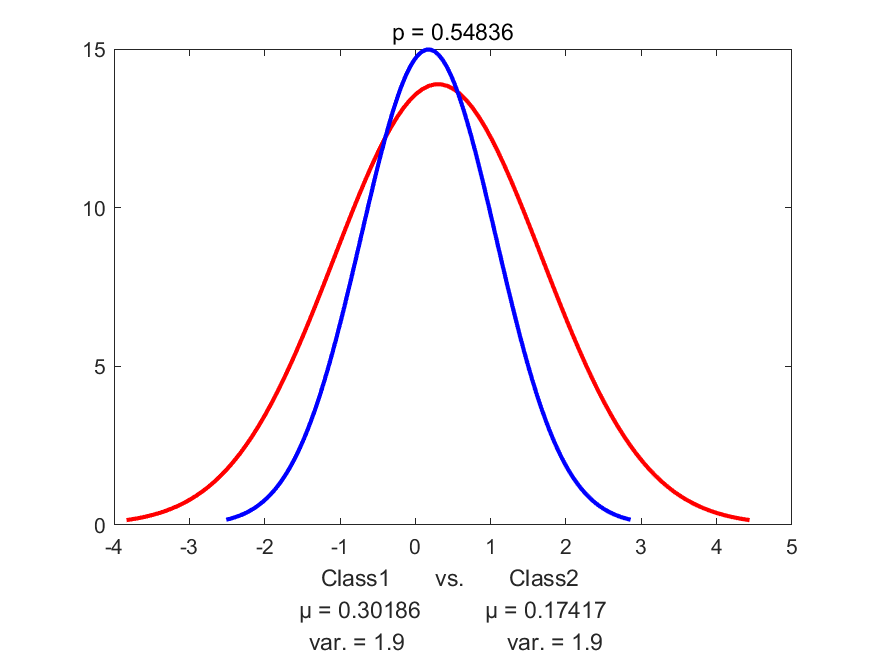 p = 0.54836
15
10
5
0
-4 -3 -2 -1 0 1 2 3 4 5
Class1 vs. Class2
μ = 0.30186 μ = 0.17417
var. = 1.9 var. = 1.9